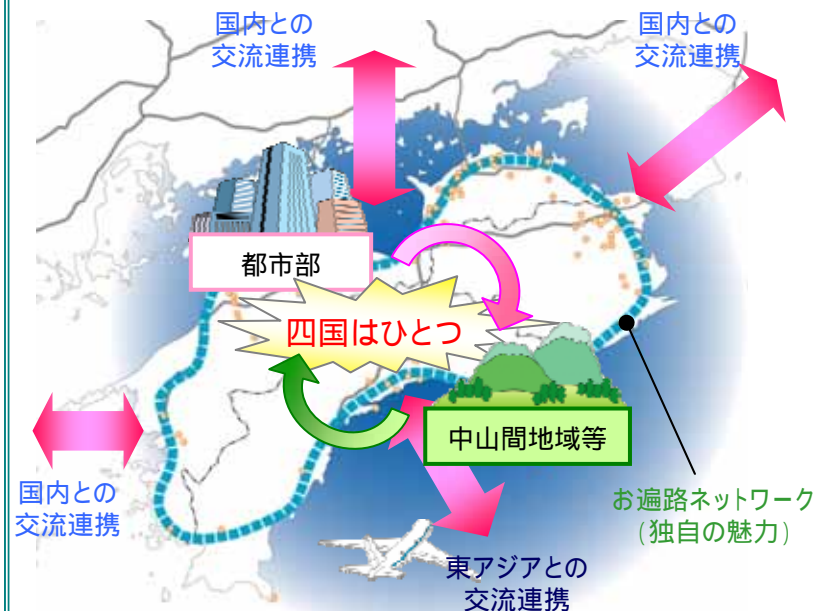 国内との
交流連携
国内との
交流連携
都市部
四国はひとつ
中山間地域等
国内との
交流連携
お遍路ネットワーク
(独自の魅力)
東アジアとの
交流連携